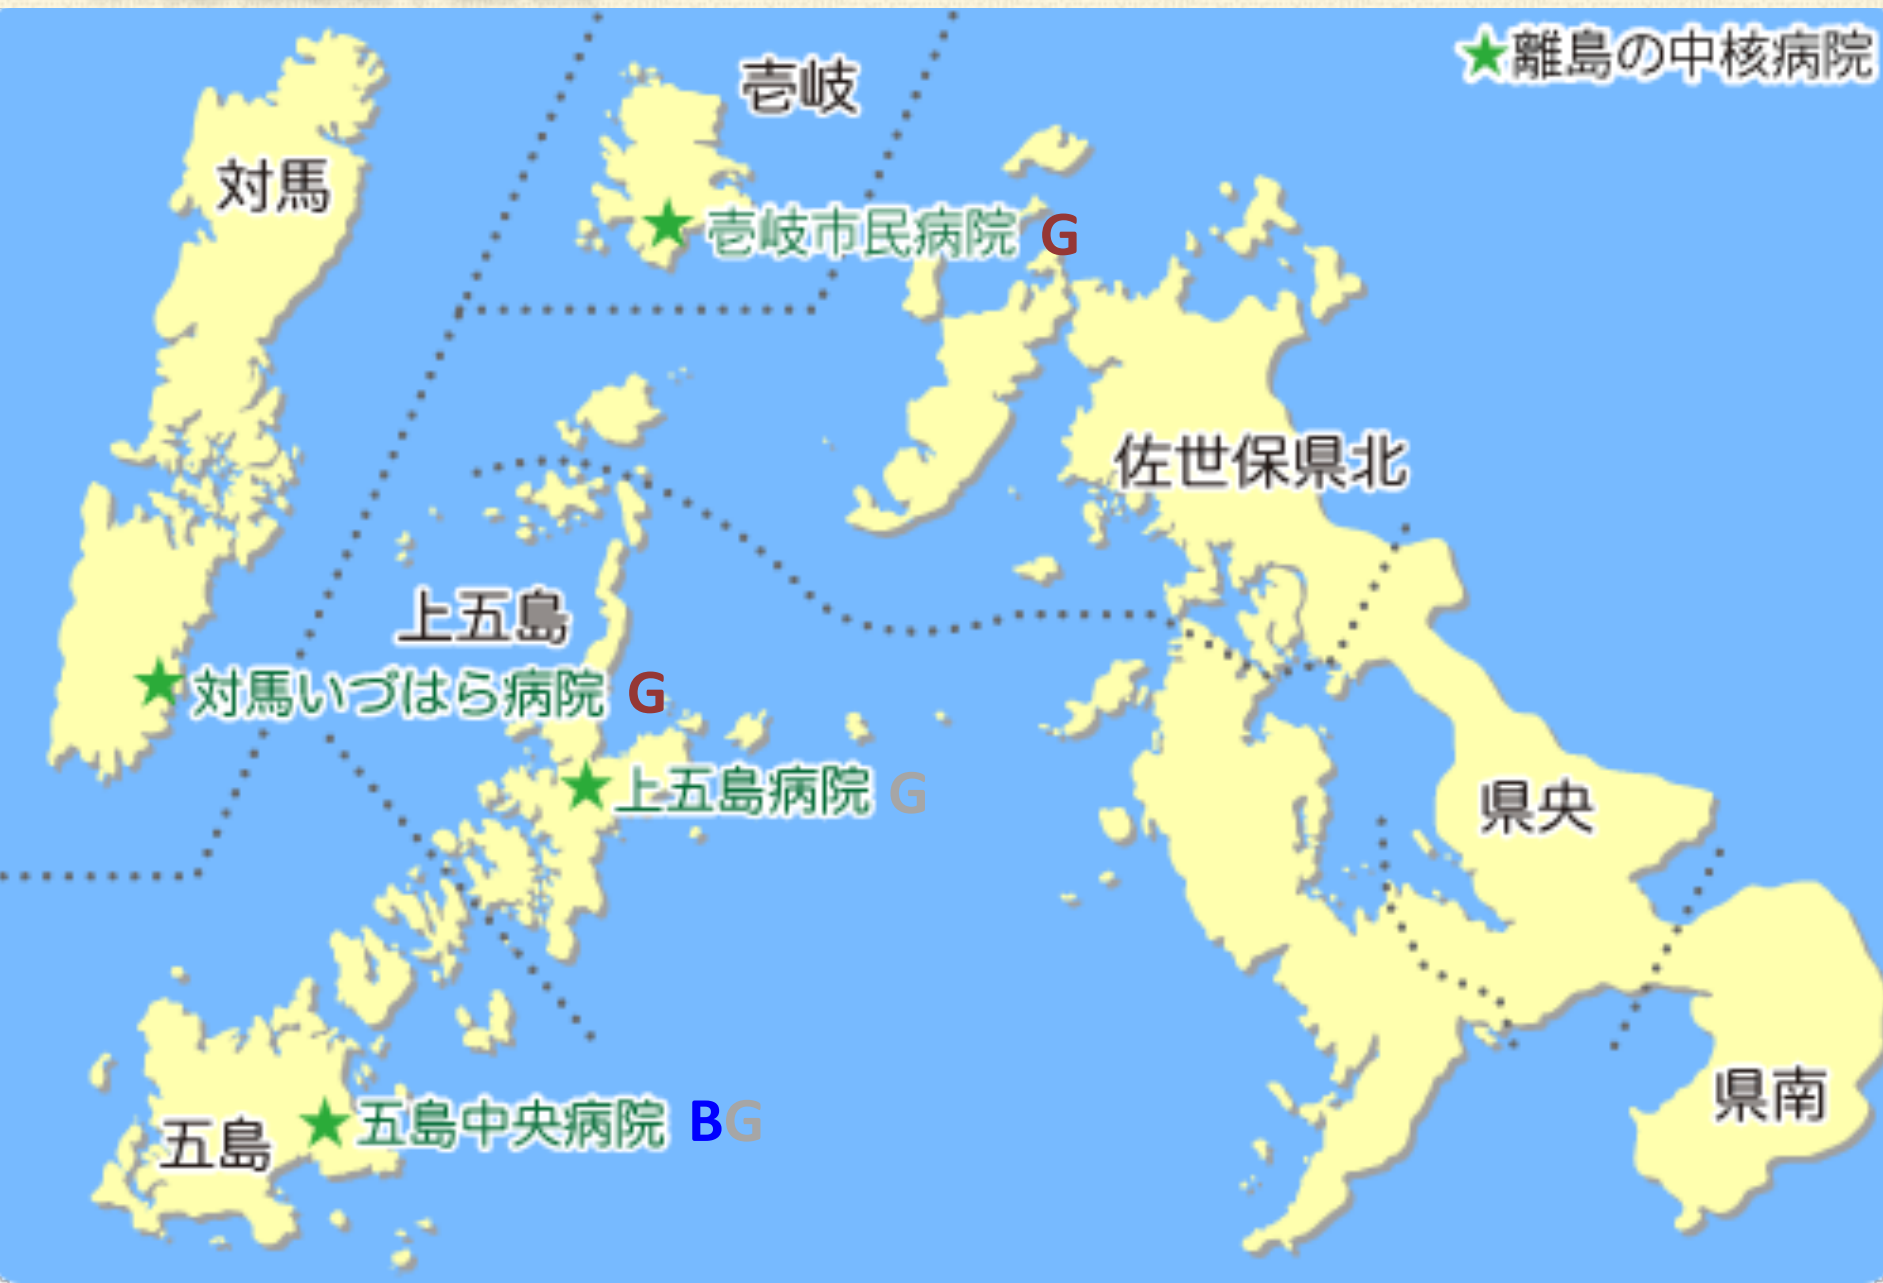 ★離島の中核病院
壱岐
対馬
壱岐市民病院 G
佐世保県北
上五島
対馬いづはら病院 G
上五島病院 G
県央
県南
五島中央病院 BG
五島